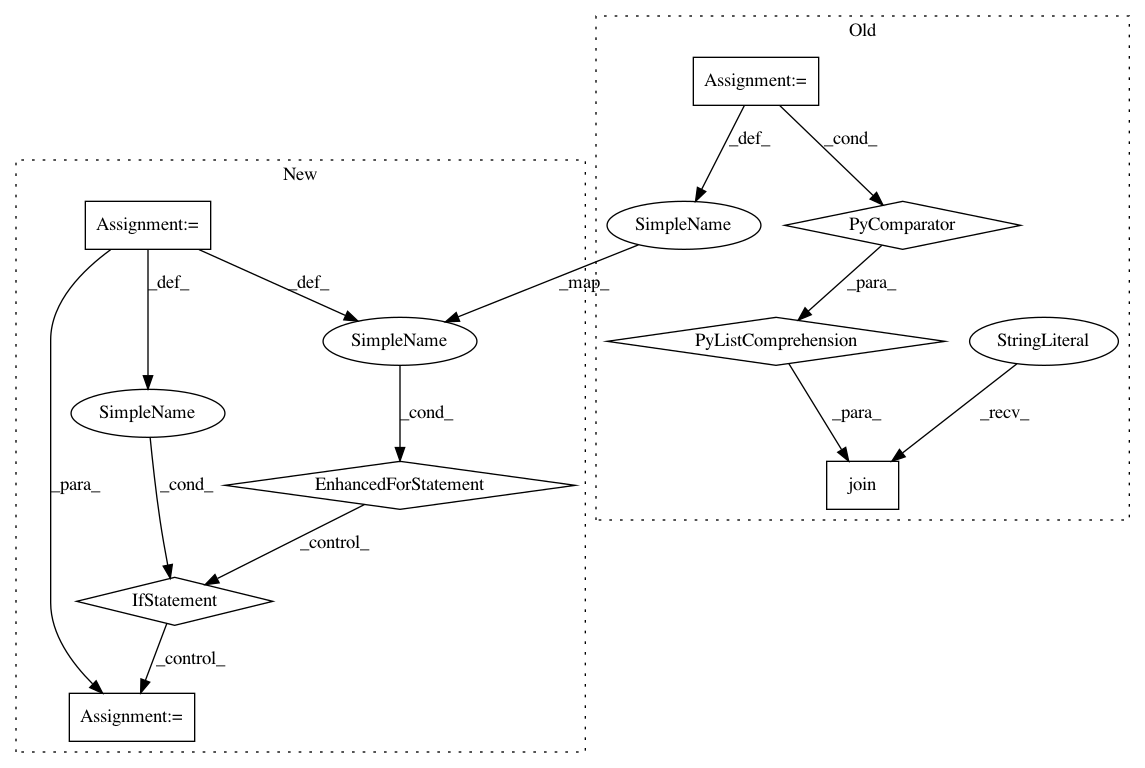 Old
Assignment:=
_def_
_cond_
New
Assignment:=
SimpleName
PyComparator
_def_
_def_
_map_
_para_
SimpleName
PyListComprehension
StringLiteral
SimpleName
_cond_
_para_
_recv_
_para_
_cond_
EnhancedForStatement
join
_control_
IfStatement
_control_
Assignment:=